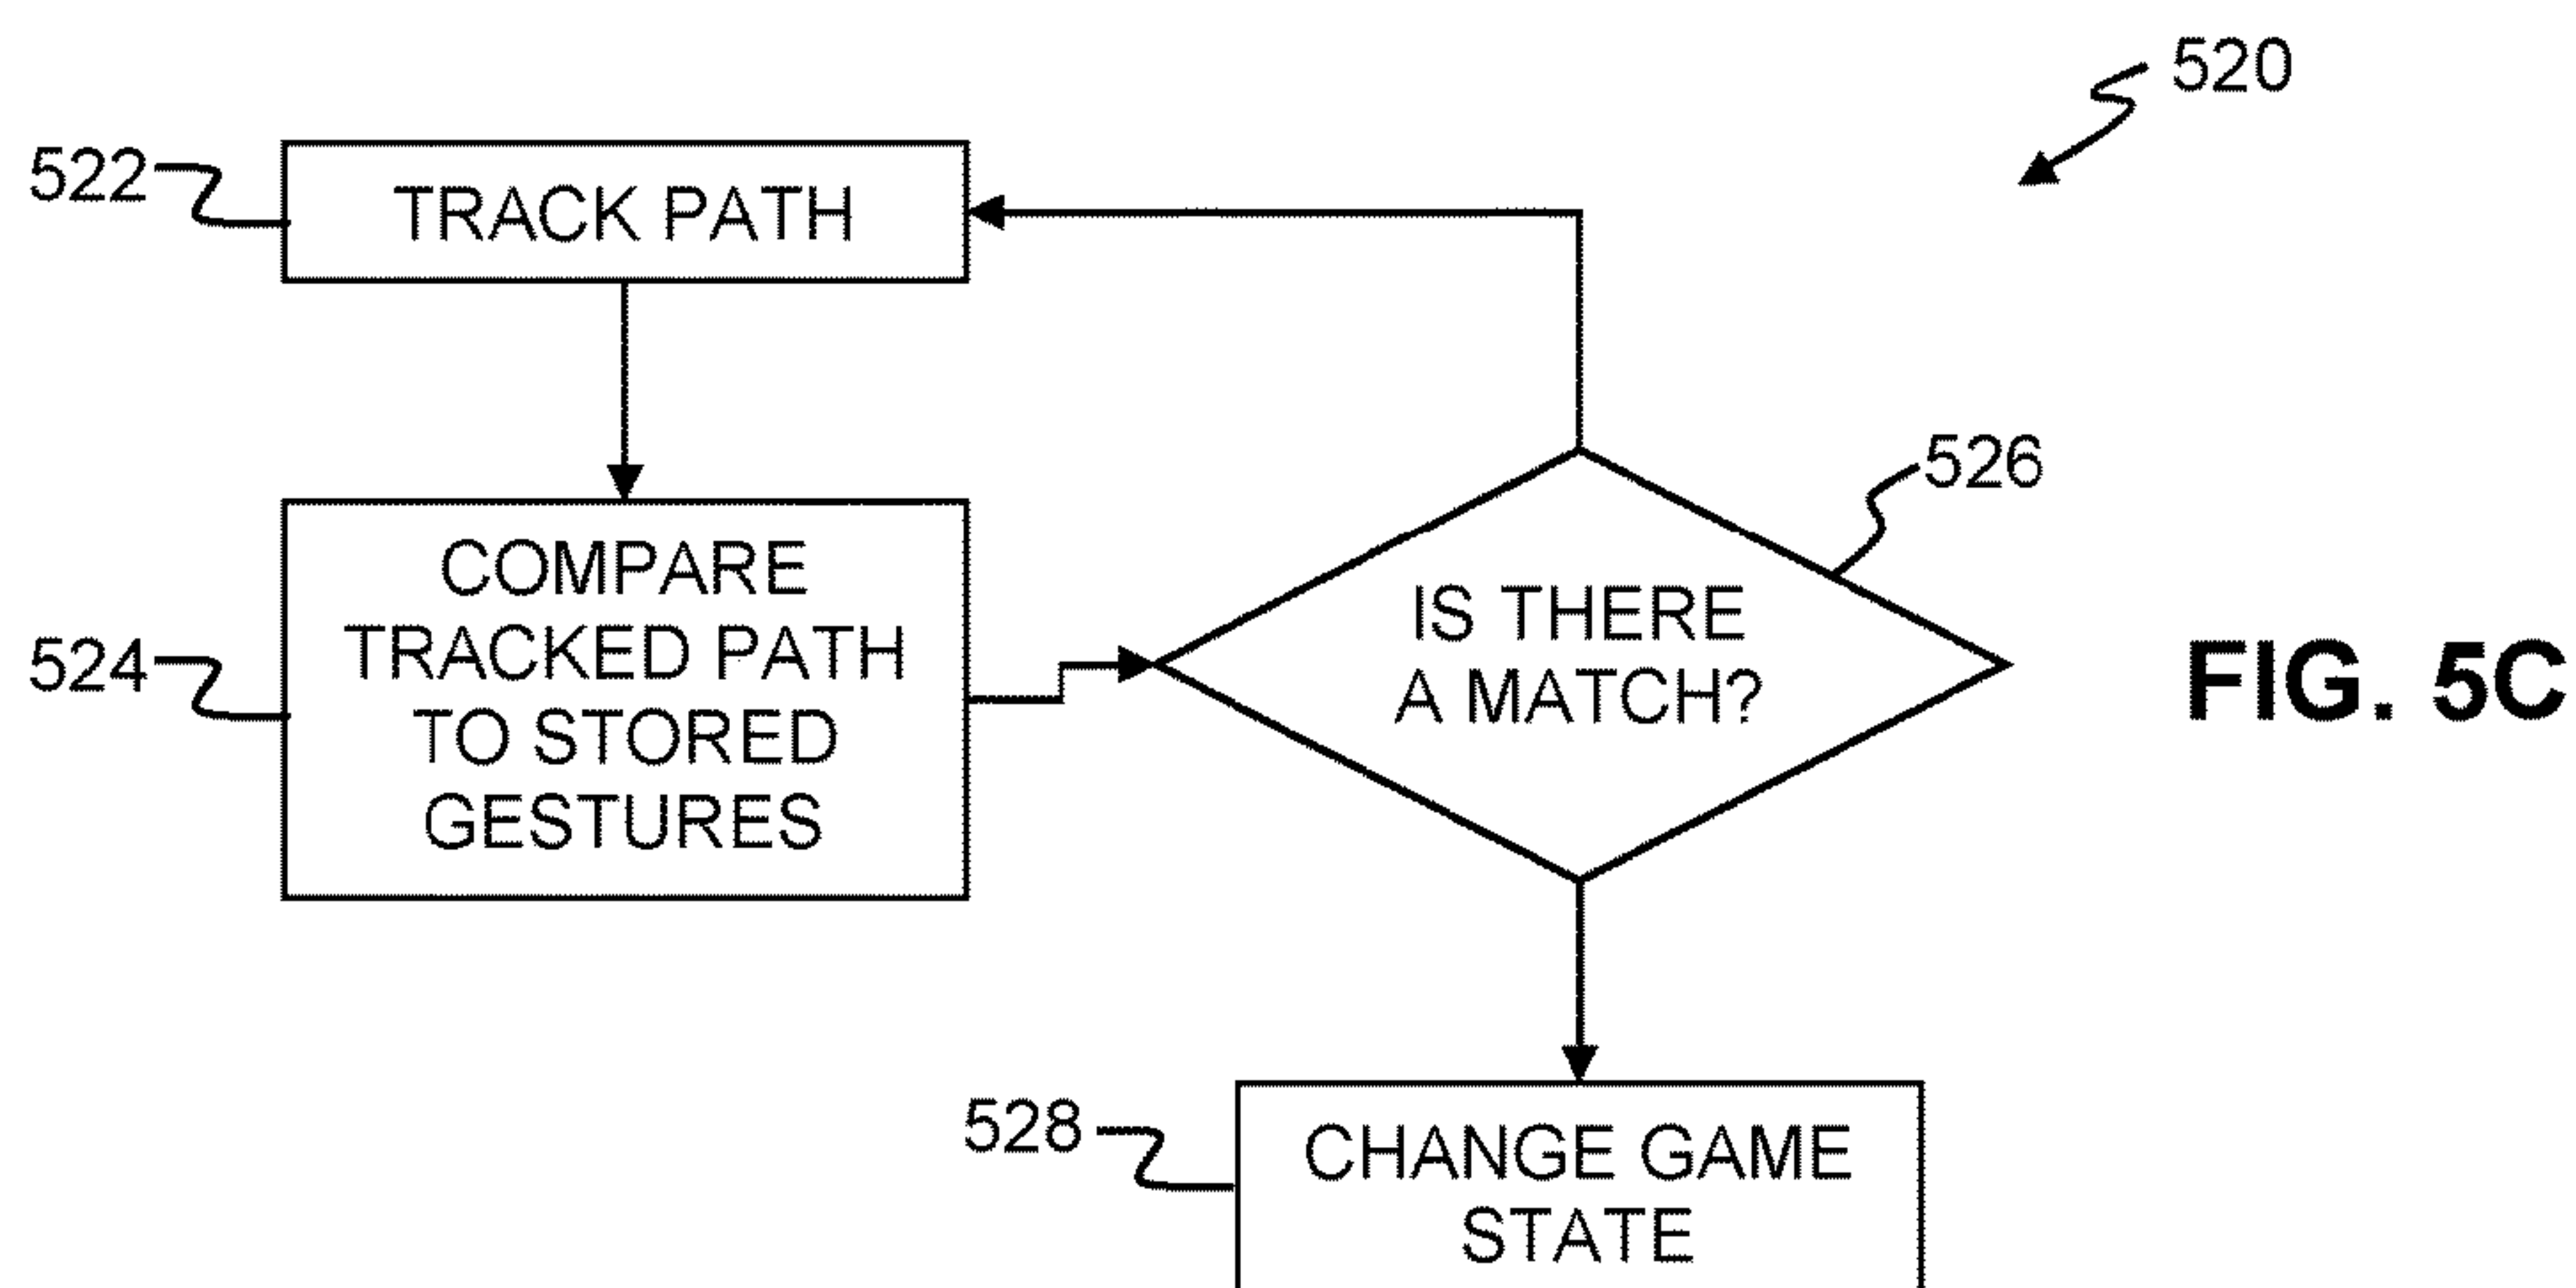 520
522
TRACK PATH
526
COMPARE
TRACKED PATH
TO STORED
GESTURES
524
IS THERE
A MATCH?
FIG. 5C
528
CHANGE GAME
STATE